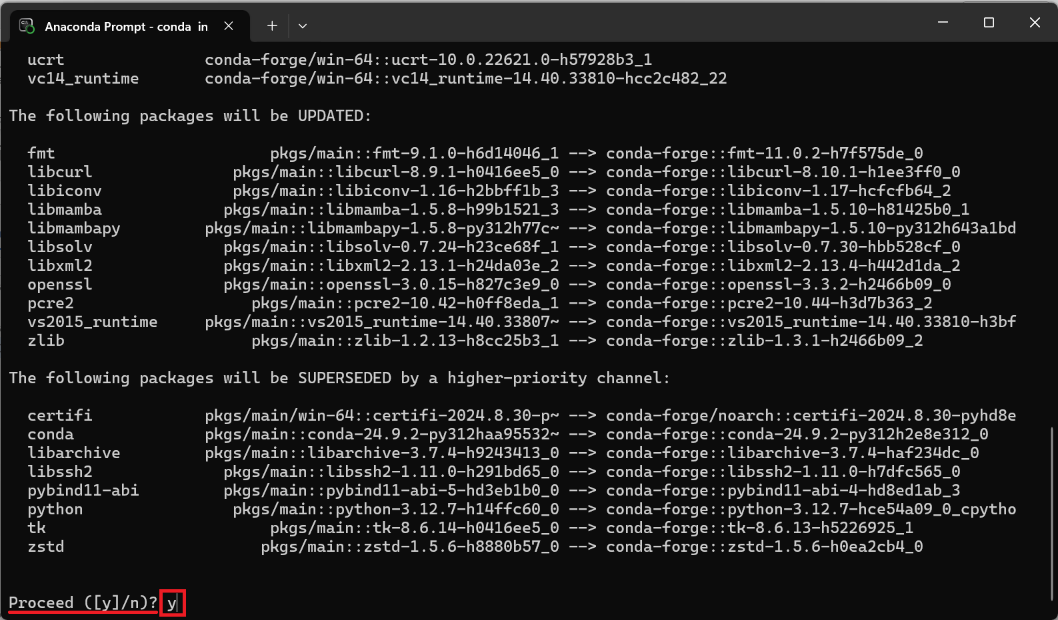 Anaconda Prompt - conda in
ucrt conda-forge/win-64::ucrt-10.0.22621.0-h57928b3_1
vc14_runtime conda-forge/win-64::vc14_runtime-14.40.33810-hcc2c482_22
The following packages will be UPDATED:
fmt pkgs/main::fmt-9.1.0-h6d14046_1 --> conda-forge::fmt-11.0.2-h7f575de_0
libcurl pkgs/main::libcurl-8.9.1-h0416ee5_0 --> conda-forge::libcurl-8.10.1-h1ee3ff0_0
libiconv pkgs/main::libiconv-1.16-h2bbff1b_3 --> conda-forge::libiconv-1.17-hcfcfb64_2
libmamba pkgs/main::libmamba-1.5.8-h99b1521_3 --> conda-forge::libmamba-1.5.10-h81425b0_1
libmambapy pkgs/main::libmambapy-1.5.8-py312h77c~ --> conda-forge::libmambapy-1.5.10-py312h643a1bd
libsolv pkgs/main::libsolv-0.7.24-h23ce68f_1 --> conda-forge::libsolv-0.7.30-hbb528cf_0
libxml2 pkgs/main::libxml2-2.13.1-h24da03e_2 --> conda-forge::libxml2-2.13.4-h442d1da_2
openssl pkgs/main::openssl-3.0.15-h827c3e9_0 --> conda-forge::openssl-3.3.2-h2466b09_0
pcre2 pkgs/main::pcre2-10.42-h0ff8eda_1 --> conda-forge::pcre2-10.44-h3d7b363_2
vs2015_runtime pkgs/main::vs2015_runtime-14.40.33807~ --> conda-forge::vs2015_runtime-14.40.33810-h3bf
zlib pkgs/main::zlib-1.2.13-h8cc25b3_1 --> conda-forge::zlib-1.3.1-h2466b09_2
The following packages will be SUPERSEDED by a higher-priority channel:
certifi pkgs/main/win-64::certifi-2024.8.30-p~ --> conda-forge/noarch::certifi-2024.8.30-pyhd8e
conda pkgs/main::conda-24.9.2-py312haa95532~ --> conda-forge::conda-24.9.2-py312h2e8e312_0
libarchive pkgs/main::libarchive-3.7.4-h9243413_0 --> conda-forge::libarchive-3.7.4-haf234dc_0
libssh2 pkgs/main::libssh2-1.11.0-h291bd65_0 --> conda-forge::libssh2-1.11.0-h7dfc565_0
pybind11-abi pkgs/main::pybind11-abi-5-hd3eb1b0_0 --> conda-forge::pybind11-abi-4-hd8ed1ab_3
python pkgs/main::python-3.12.7-h14ffc60_0 --> conda-forge::python-3.12.7-hce54a09_0_cpytho
tk pkgs/main::tk-8.6.14-h0416ee5_0 --> conda-forge::tk-8.6.13-h5226925_1
zstd pkgs/main::zstd-1.5.6-h8880b57_0 --> conda-forge::zstd-1.5.6-h0ea2cb4_0
Proceed ([y]/n)? y